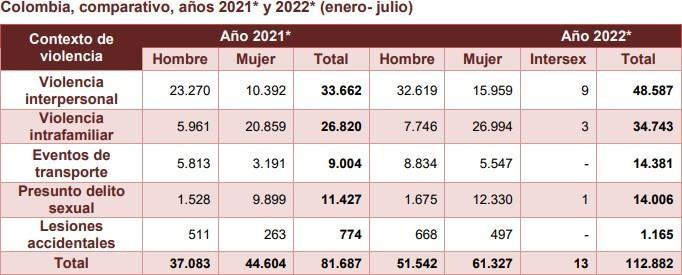 Colombia, comparativo, años 2021* y 2022* (enero- julio)
Contexto de violencia Año 2021* Año 2022*
Hombre Mujer Total Hombre Mujer Intersex Total
Violencia interpersonal 23.270 10.392 33.662 32.619 15.959 9 48.587
Violencia intrafamiliar 5.961 20.859 26.820 7.746 26.994 3 34.743
Eventos de transporte 5.813 3.191 9.004 8.834 5.547 - 14.381
Presunto delito sexual 1.528 9.899 11.427 1.675 12.330 1 14.006
Lesiones accidentales 511 263 774 668 497 - 1.165
Total 37.083 44.604 81.687 51.542 61.327 13 112.882